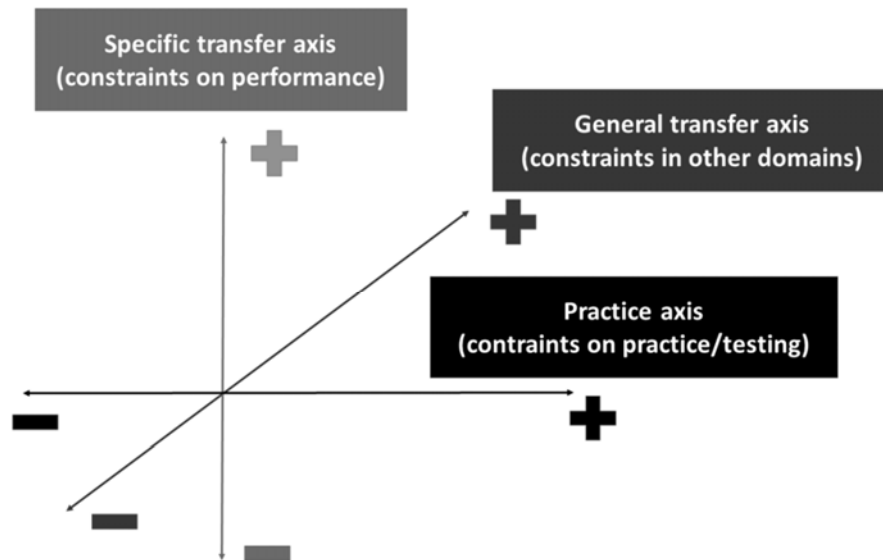 Specific transfer axis
(constraints on performance)
General transfer axis
(constraints in other domains)
Practice axis
(contraints on practice/testing)